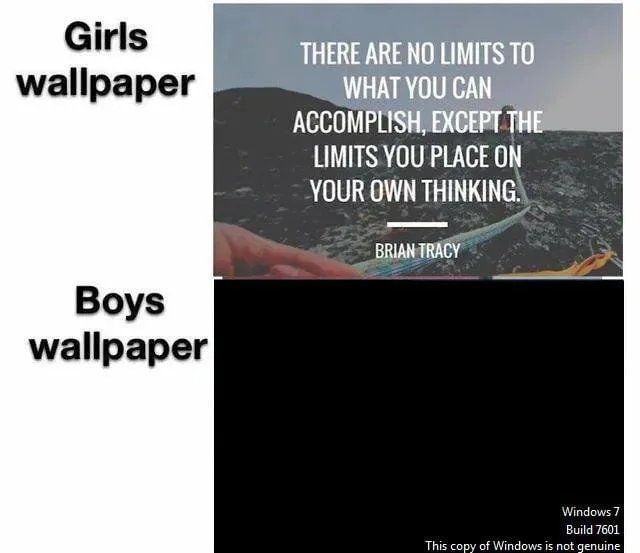 Girls
wallpaper
THERE ARE NO LIMITS TO
WHAT YOU CAN
ACCOMPLISH, EXCEPT THE
LIMITS YOU PLACE ON
YOUR OWN THINKING.
BRIAN TRACY
Boys
wallpaper
Windows 7
Build 7601
This copy of Windows is not genuine